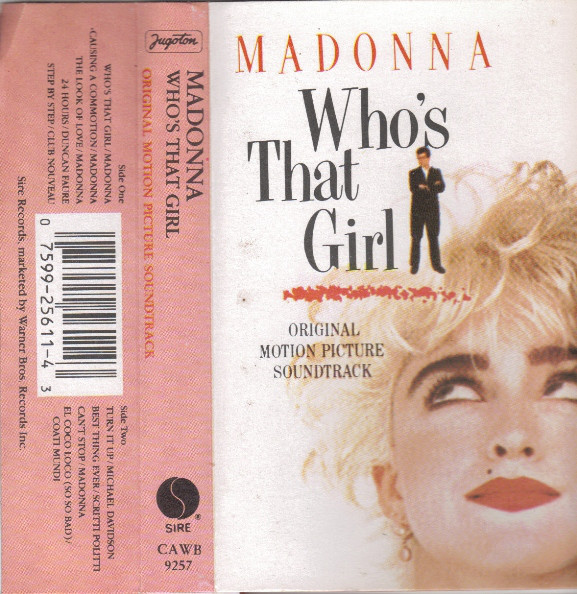 Side One
WHO'S THAT GIRL/MADONNA
CAUSING A COMMOTION/MADONNA
THE LOOK OF LOVE/MADONNA
24 HOURS/DUNCAN FAURE
STEP BY STEP/CLUB NOUVEAU
0 7599-25611-4 3
Side Two
TURN IT UP/MICHAEL DAVIDSON
BEST THING EVER/SCRITTI POLITTI
CAN'T STOP/MADONNA
EL COCO LOCO (SO SO BAD)/
COATI MUNDI
Sire Records, marketed by Warner Bros. Records Inc
Jugoton
MADONNA
WHO'S THAT GIRL
ORIGINAL MOTION PICTURE SOUNDTRACK
SIRE ®
CAWB
9257
MADONNA
Who's
That
Girl
ORIGINAL
MOTION PICTURE
SOUNDTRACK